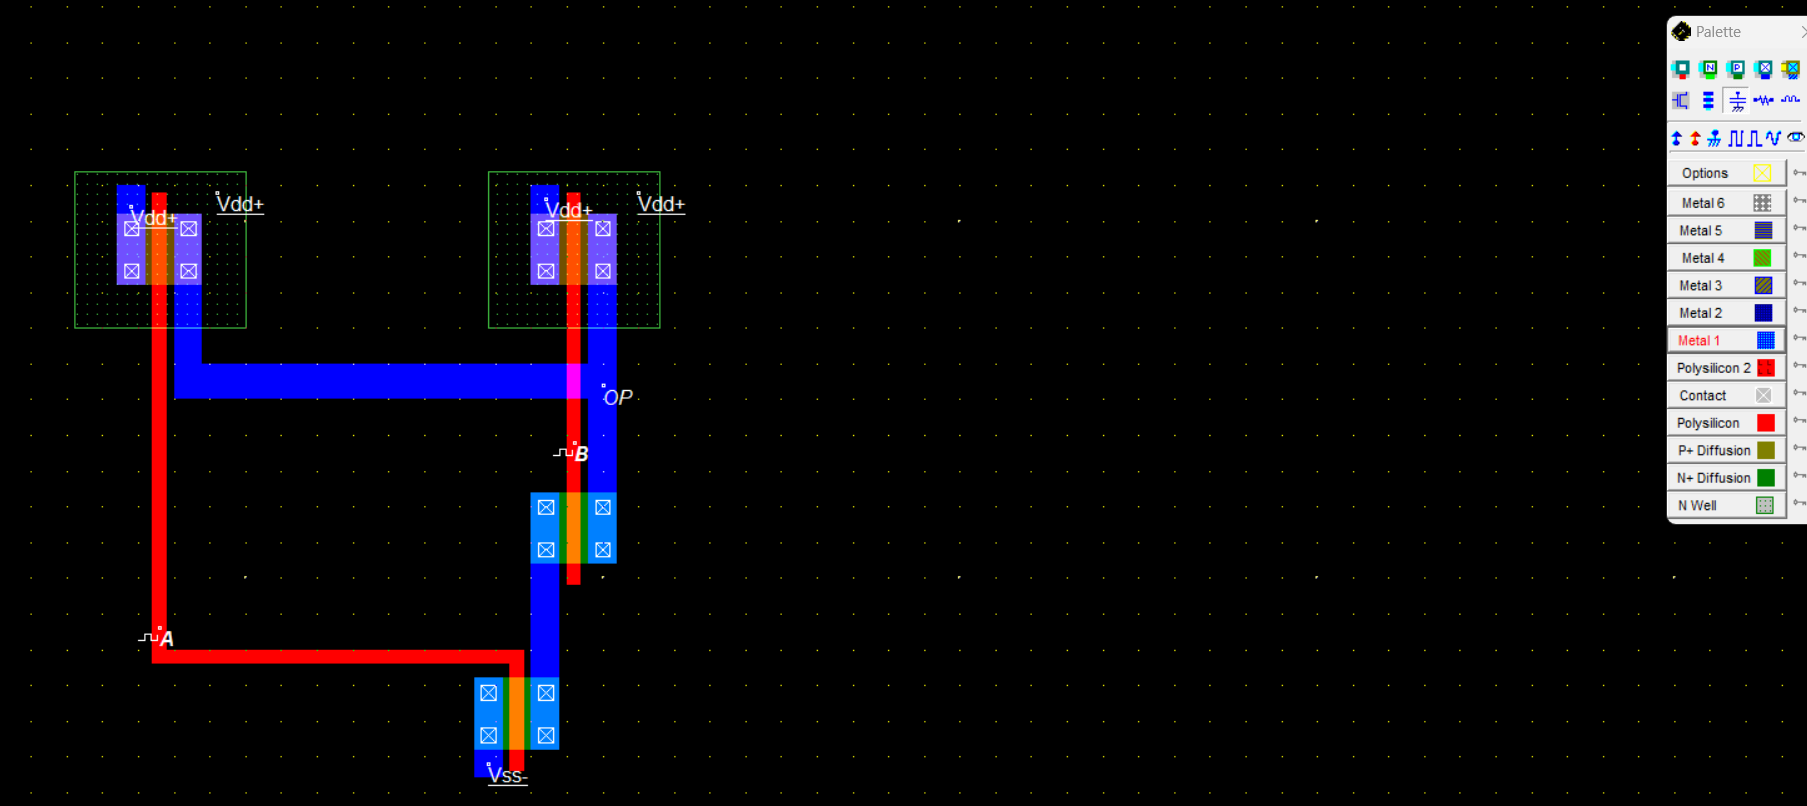 Palette
Vdd+
Vdd+
Vdd+
Vdd+
OP
B
A
Vss-
N
P
Options
Metal 6
Metal 5
Metal 4
Metal 3
Metal 2
Metal 1
Polysilicon 2
Contact
Polysilicon
P+ Diffusion
N+ Diffusion
N Well